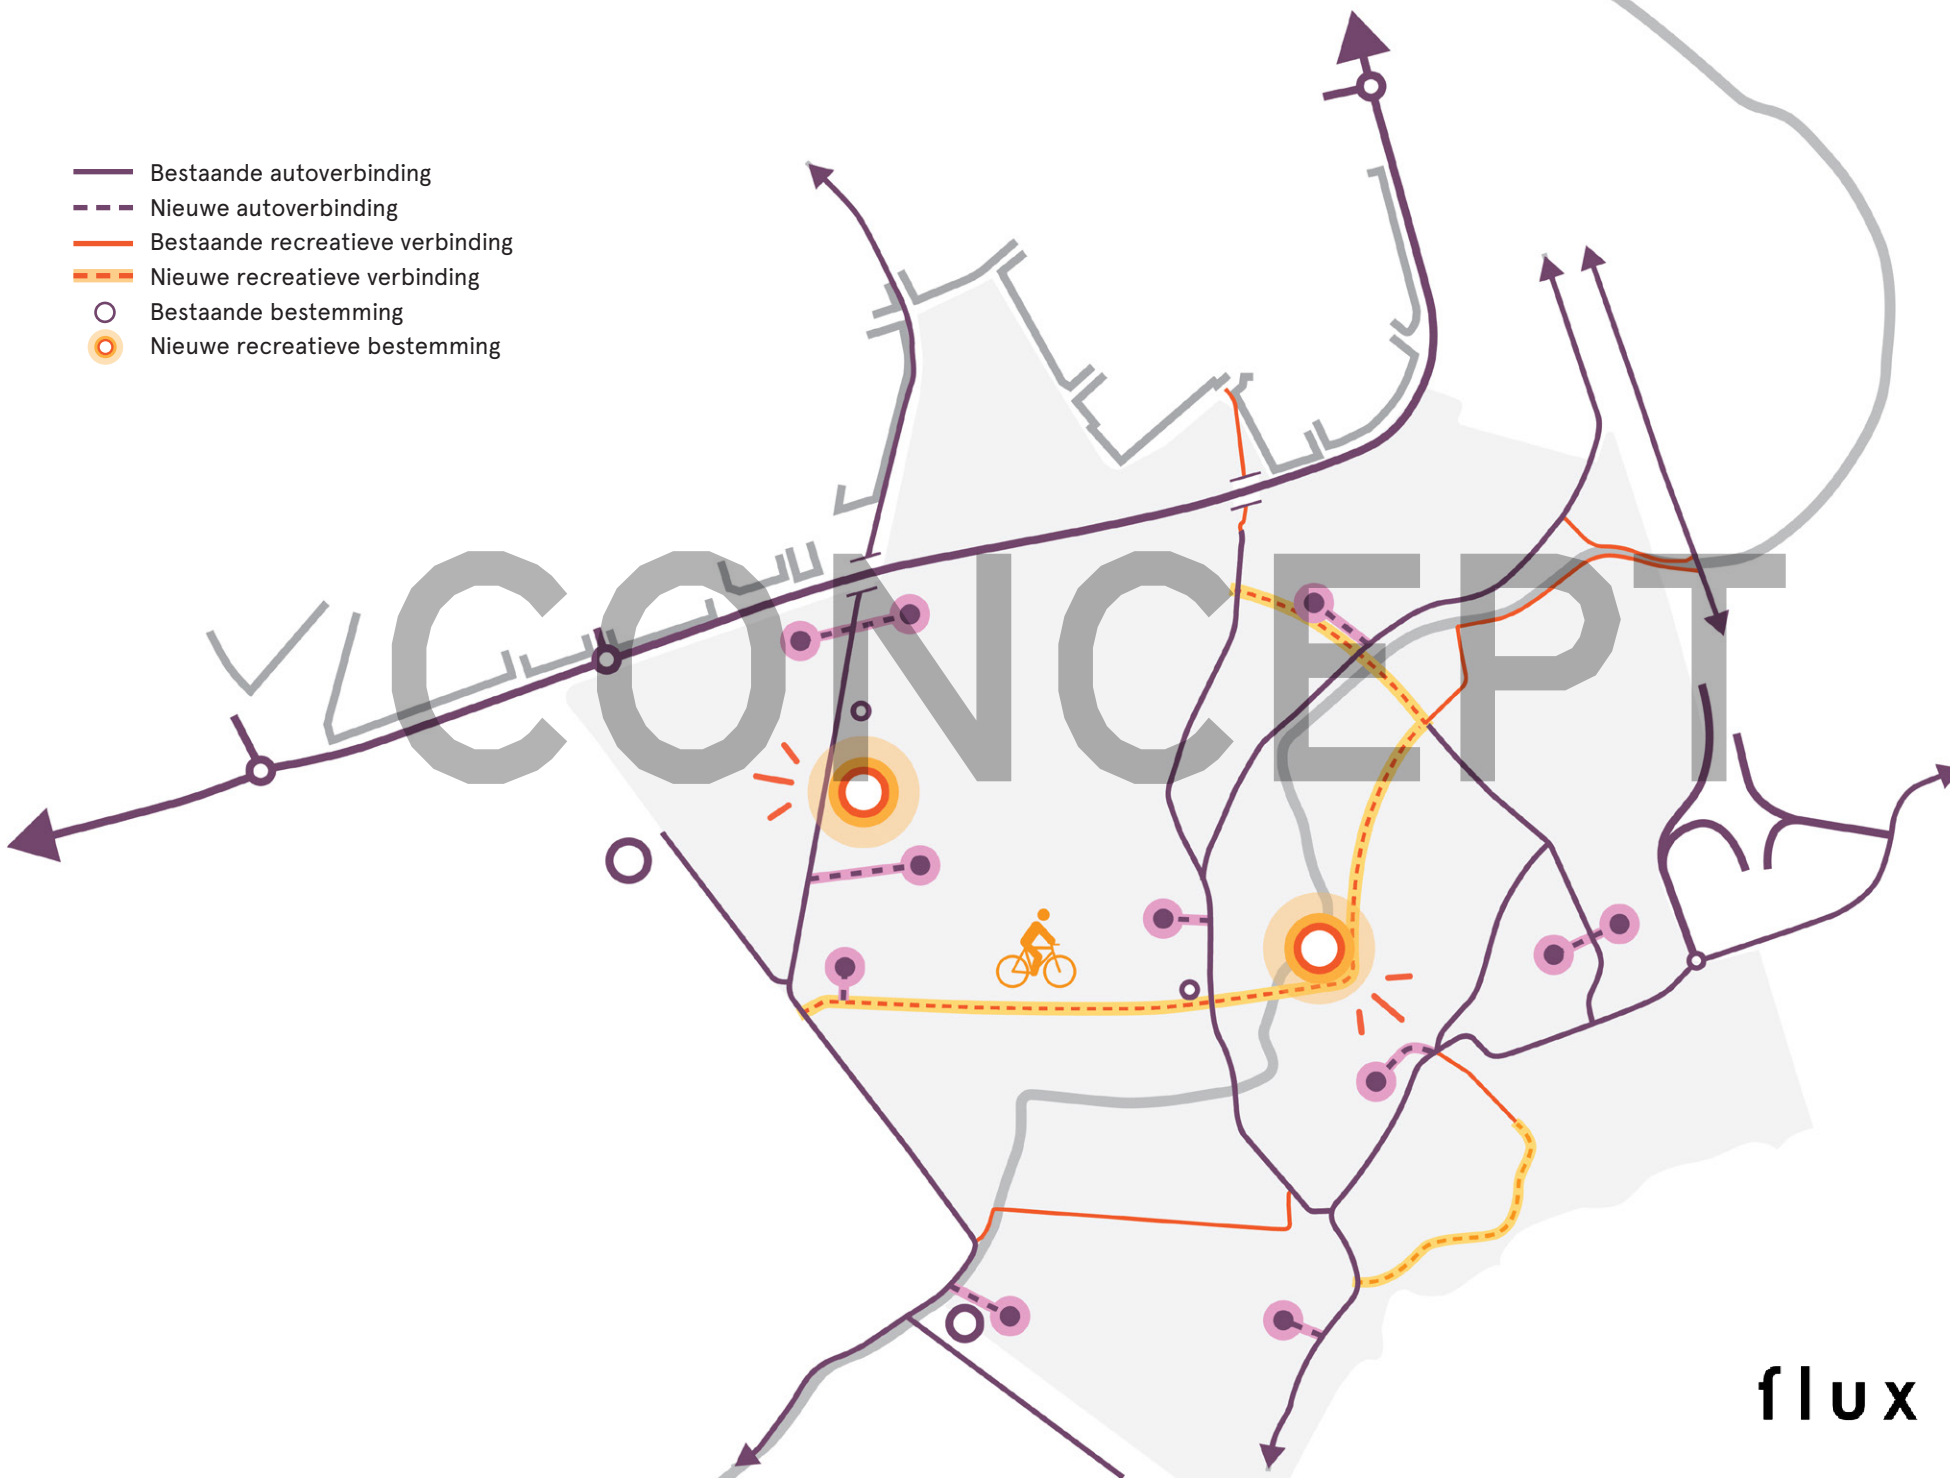 Bestaande autoverbinding
Nieuwe autoverbinding
Bestaande recreatieve verbinding
Nieuwe recreatieve verbinding
Bestaande bestemming
Nieuwe recreatieve bestemming
CONCEPT
flux